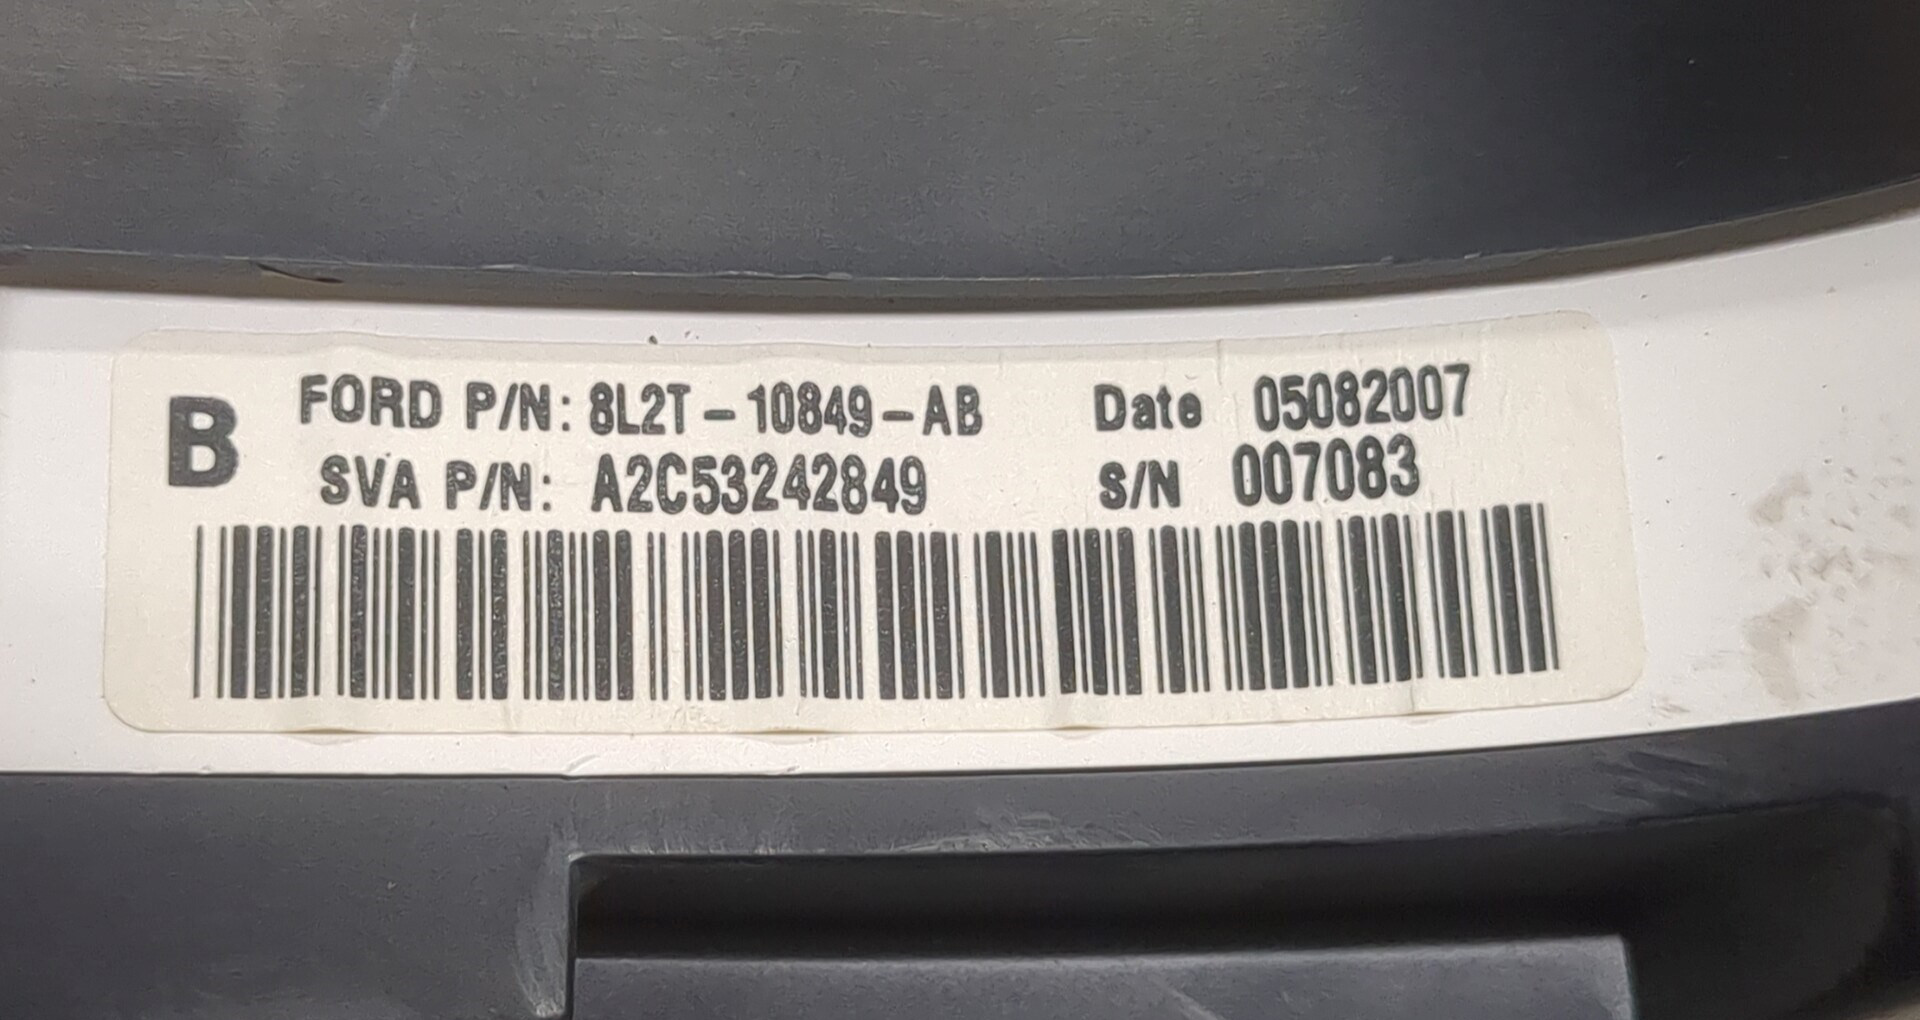 B FORD P/N: 8L2T-10849-AB Date 05082007
SVA P/N: A2C53242849 S/N 007083